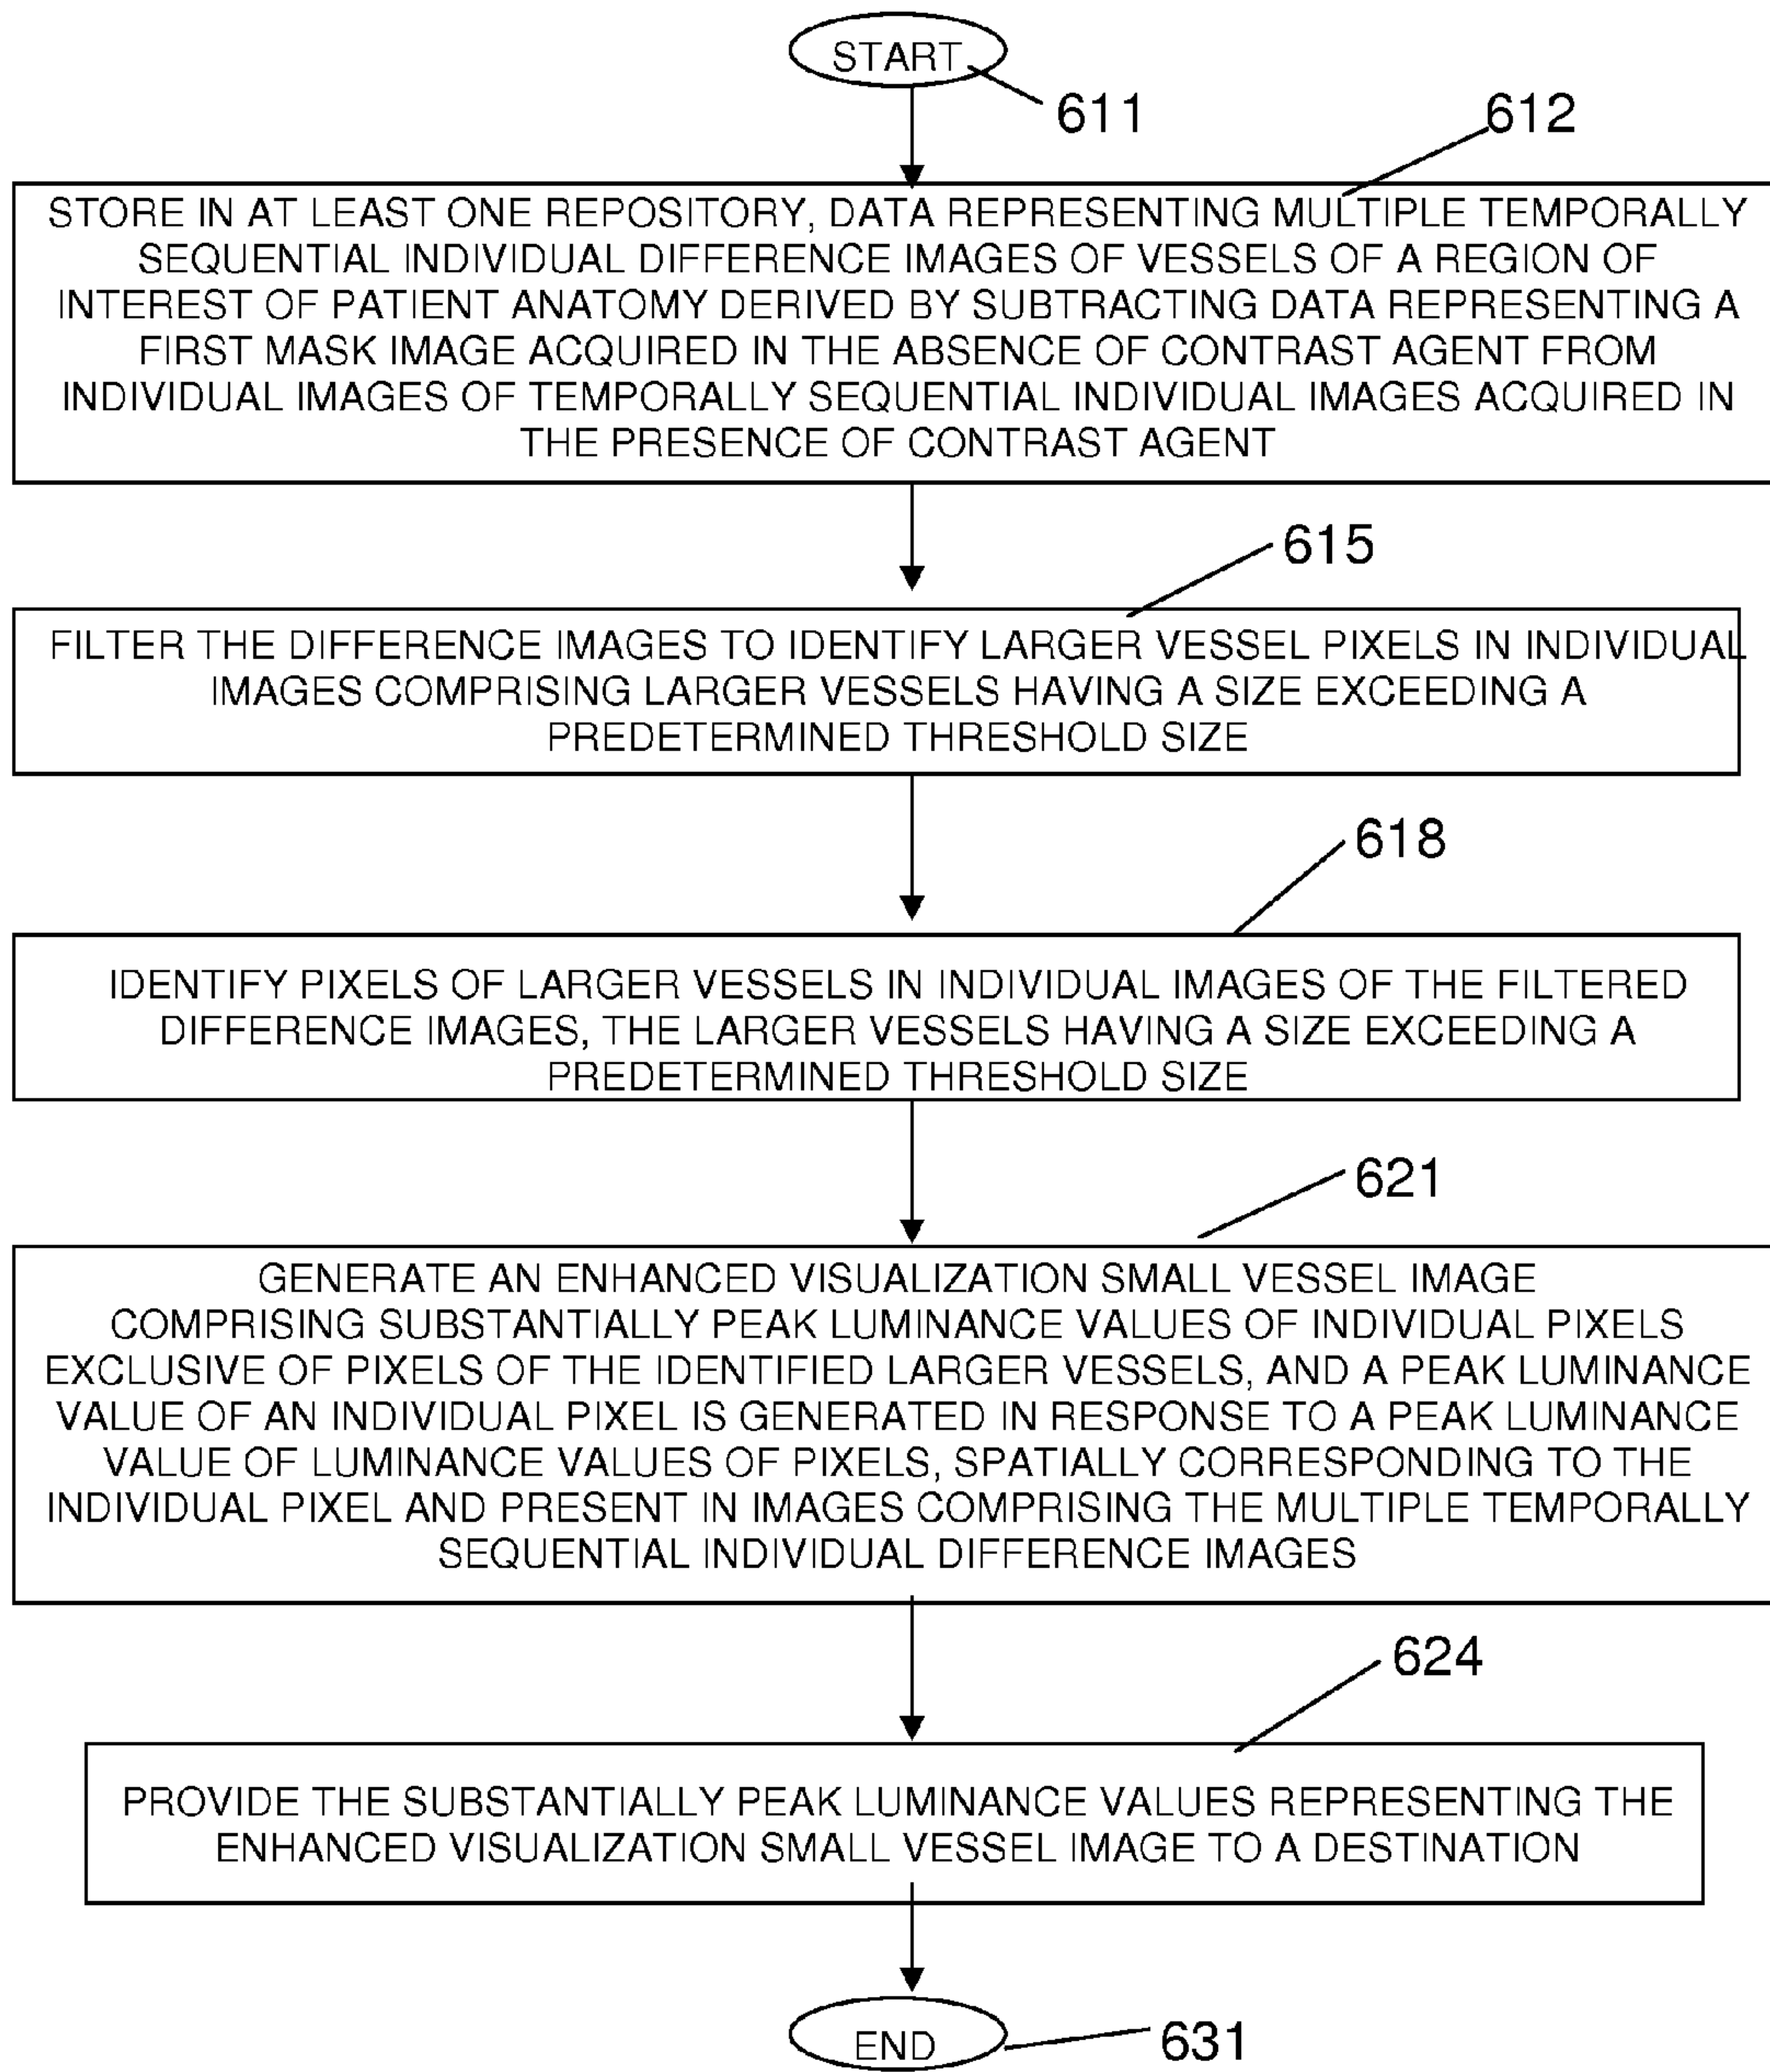 START
611
612
STORE IN AT LEAST ONE REPOSITORY, DATA REPRESENTING MULTIPLE TEMPORALLY
SEQUENTIAL INDIVIDUAL DIFFERENCE IMAGES OF VESSELS OF A REGION OF
INTEREST OF PATIENT ANATOMY DERIVED BY SUBTRACTING DATA REPRESENTING A
FIRST MASK IMAGE ACQUIRED IN THE ABSENCE OF CONTRAST AGENT FROM
INDIVIDUAL IMAGES OF TEMPORALLY SEQUENTIAL INDIVIDUAL IMAGES ACQUIRED IN
THE PRESENCE OF CONTRAST AGENT
615
FILTER THE DIFFERENCE IMAGES TO IDENTIFY LARGER VESSEL PIXELS IN INDIVIDUAL
IMAGES COMPRISING LARGER VESSELS HAVING A SIZE EXCEEDING A
PREDETERMINED THRESHOLD SIZE
618
IDENTIFY PIXELS OF LARGER VESSELS IN INDIVIDUAL IMAGES OF THE FILTERED
DIFFERENCE IMAGES, THE LARGER VESSELS HAVING A SIZE EXCEEDING A
PREDETERMINED THRESHOLD SIZE
621
GENERATE AN ENHANCED VISUALIZATION SMALL VESSEL IMAGE
COMPRISING SUBSTANTIALLY PEAK LUMINANCE VALUES OF INDIVIDUAL PIXELS
EXCLUSIVE OF PIXELS OF THE IDENTIFIED LARGER VESSELS, AND A PEAK LUMINANCE
VALUE OF AN INDIVIDUAL PIXEL IS GENERATED IN RESPONSE TO A PEAK LUMINANCE
VALUE OF LUMINANCE VALUES OF PIXELS, SPATIALLY CORRESPONDING TO THE
INDIVIDUAL PIXEL AND PRESENT IN IMAGES COMPRISING THE MULTIPLE TEMPORALLY
SEQUENTIAL INDIVIDUAL DIFFERENCE IMAGES
624
PROVIDE THE SUBSTANTIALLY PEAK LUMINANCE VALUES REPRESENTING THE
ENHANCED VISUALIZATION SMALL VESSEL IMAGE TO A DESTINATION
END
631